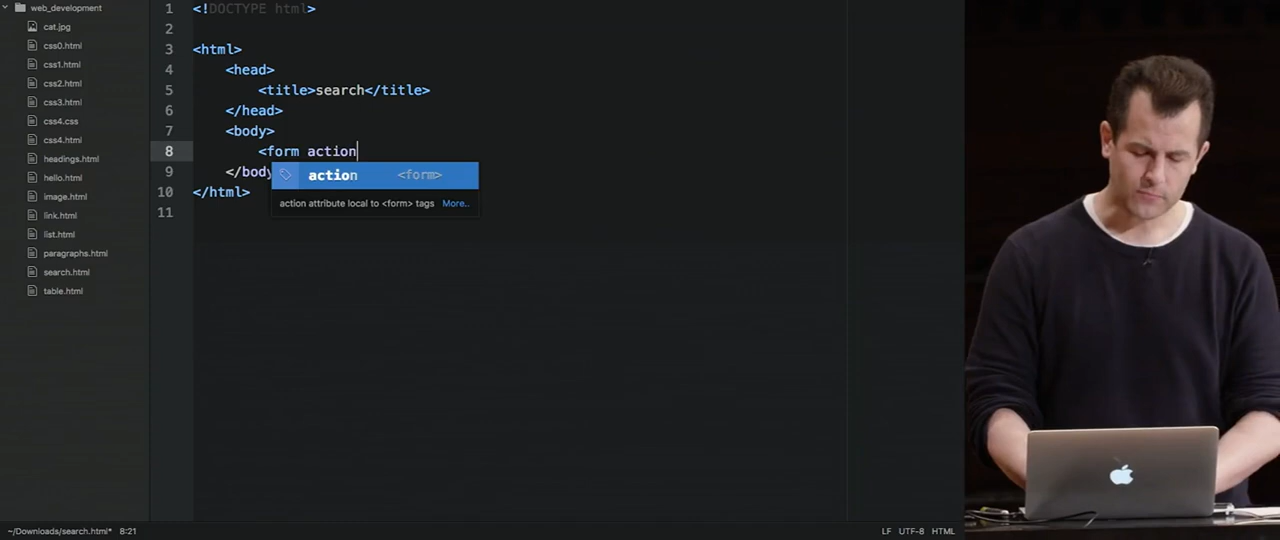 web_development
cat.jpg
css0.html
css1.html
css2.html
css3.html
css4.css
css4.html
headings.html
hello.html
image.html
link.html
list.html
paragraphs.html
search.html
table.html
1 <!DOCTYPE html>
2
3 <html>
4 <head>
5 <title>search</title>
6 </head>
7 <body>
8 <form action
9 </body
10 </html>
11
action <form>
action attribute local to <form> tags More..
~/Downloads/search.html* 8:21
LF UTF-8 HTML